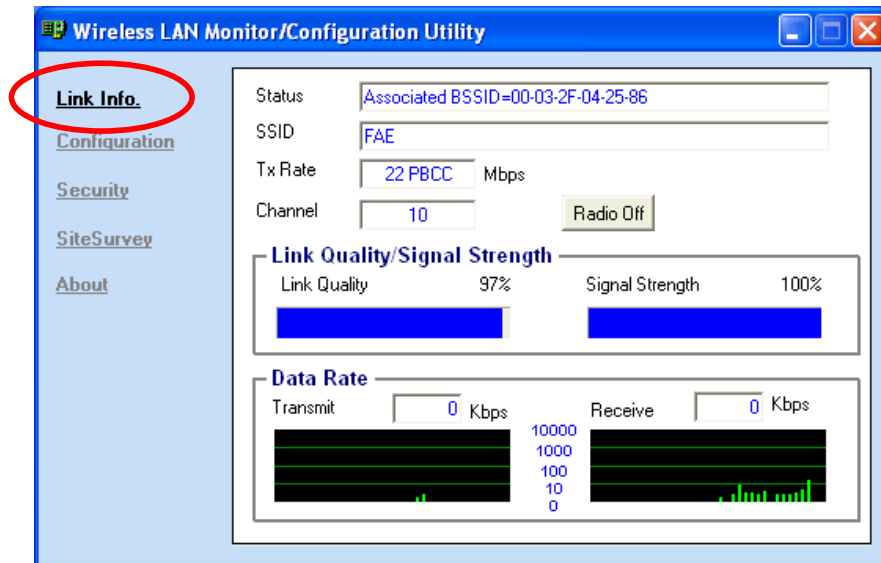 Wireless LAN Monitor/Configuration Utility
Link Info.
Configuration
Security
SiteSurvey
About
Status Associated BSSID=00-03-2F-04-25-86
SSID FAE
Tx Rate 22 PBCC Mbps
Channel 10 Radio Off
Link Quality/Signal Strength
Link Quality 97% Signal Strength 100%
Data Rate
Transmit 0 Kbps Receive 0 Kbps
10000
1000
100
10
0